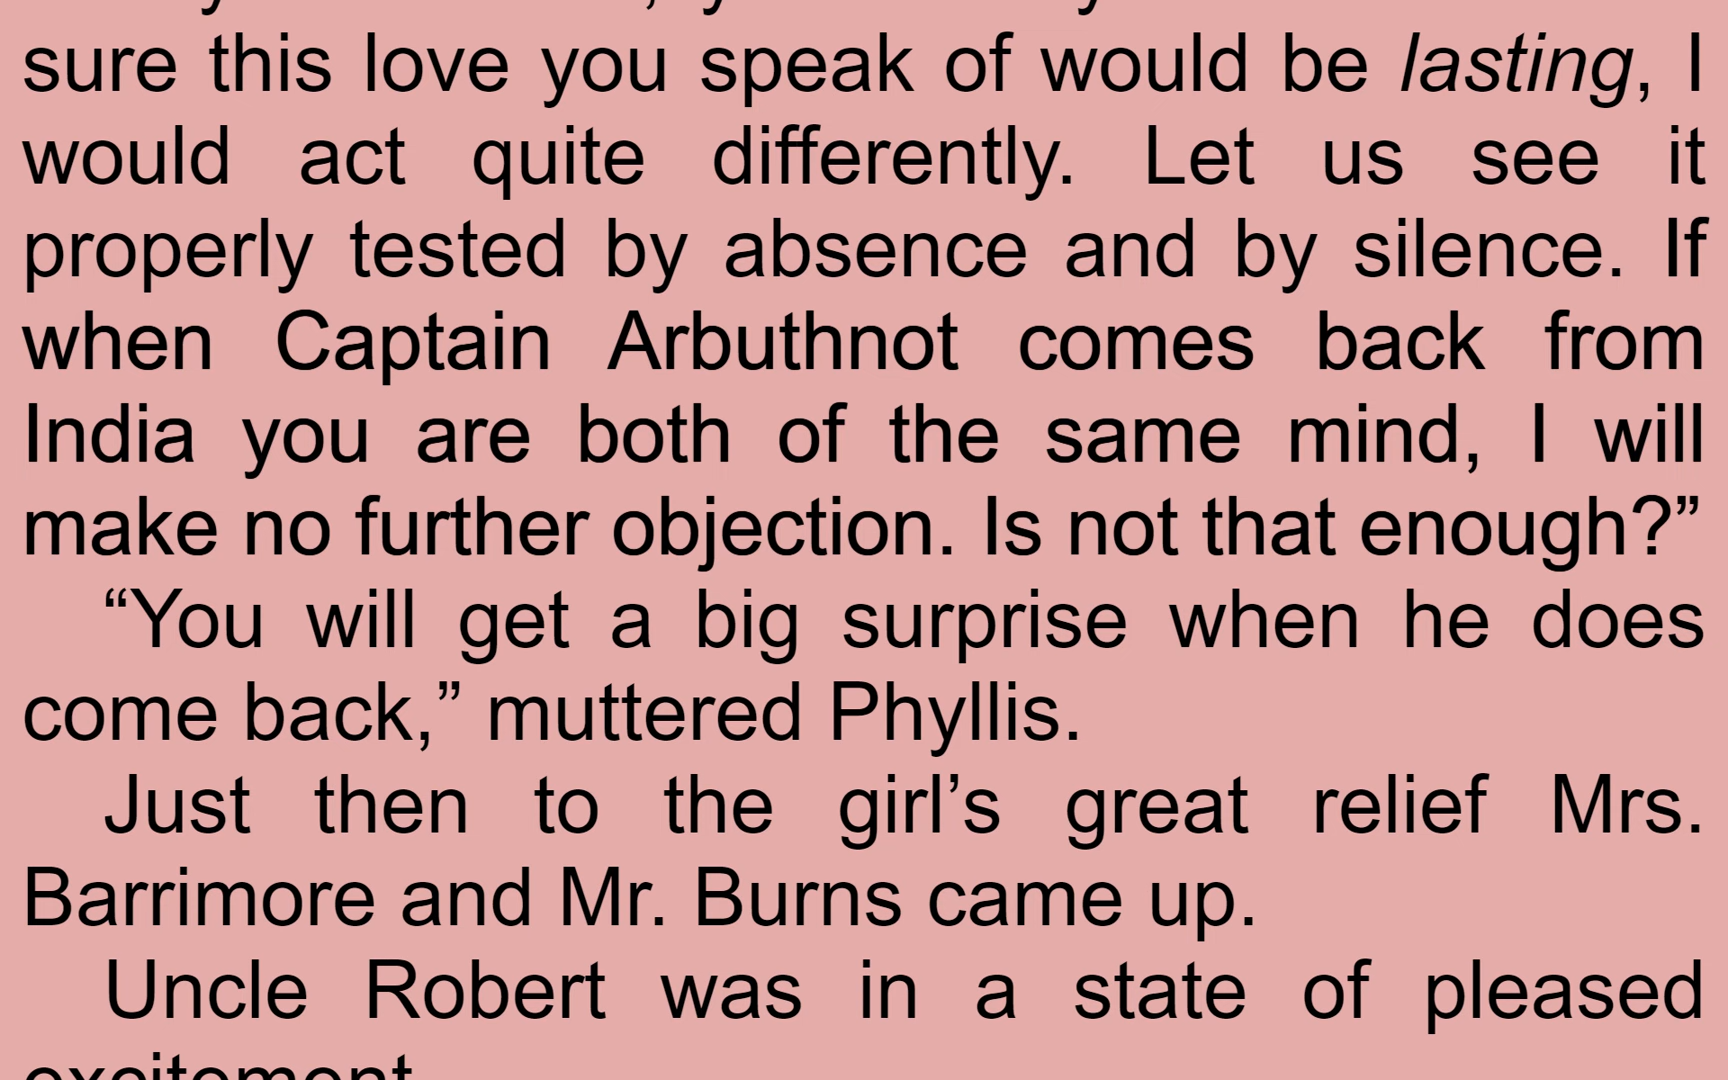 sure this love you speak of would be lasting, I
would act quite differently. Let us see it
properly tested by absence and by silence. If
when Captain Arbuthnot comes back from
India you are both of the same mind, I will
make no further objection. Is not that enough?”
“You will get a big surprise when he does
come back,” muttered Phyllis.
Just then to the girl’s great relief Mrs.
Barrimore and Mr. Burns came up.
Uncle Robert was in a state of pleased
excitement